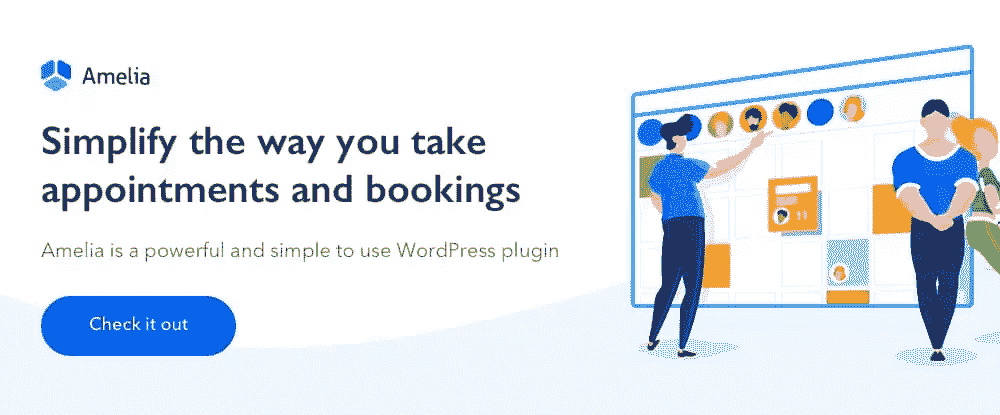 Amelia
Simplify the way you take
appointments and bookings
Amelia is a powerful and simple to use WordPress plugin
Check it out